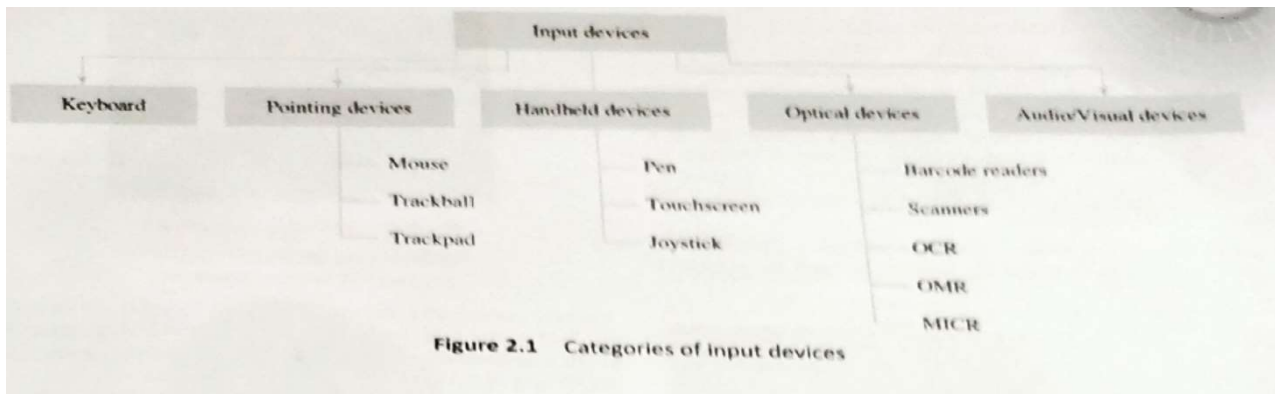 Input devices
Keyboard
Pointing devices
Handheld devices
Optical devices
Audio/Visual devices
Mouse
Trackball
Trackpad
Pen
Touchscreen
Joystick
Barcode readers
Scanners
OCR
OMR
MICR
Figure 2.1 Categories of input devices